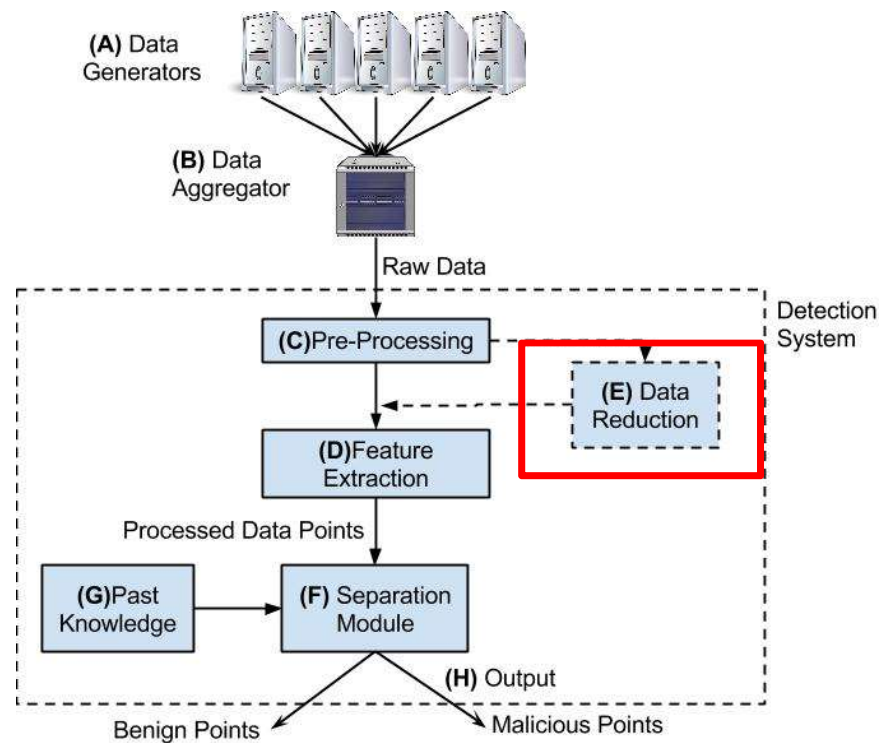 (A) Data
Generators
(B) Data
Aggregator
Raw Data
Detection
System
(C)Pre-Processing
(E) Data
Reduction
(D)Feature
Extraction
Processed Data Points
(G)Past
Knowledge
(F) Separation
Module
(H) Output
Benign Points
Malicious Points